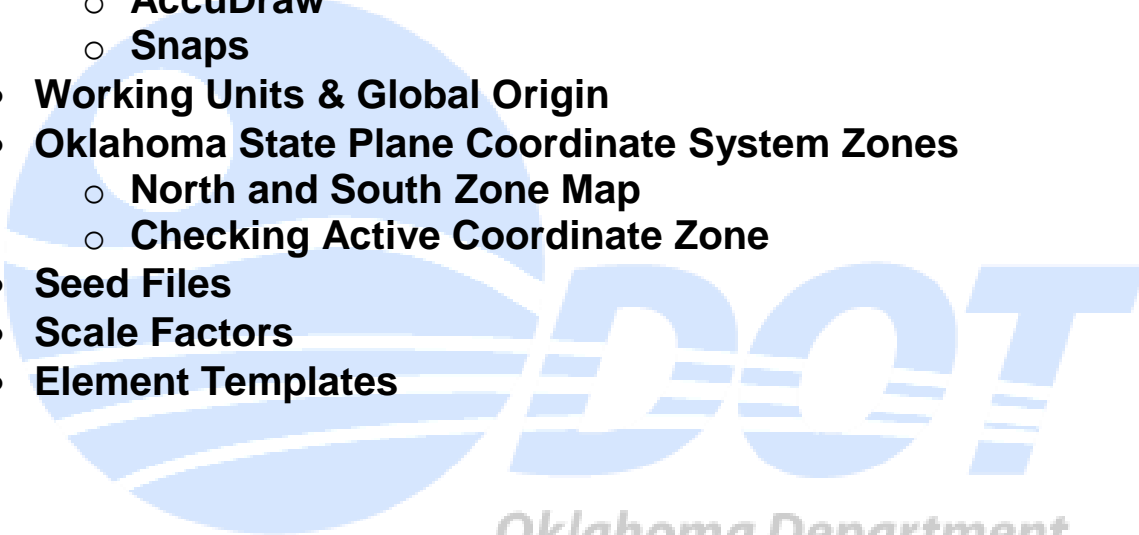 ○ AccuDraw
○ Snaps
• Working Units & Global Origin
• Oklahoma State Plane Coordinate System Zones
○ North and South Zone Map
○ Checking Active Coordinate Zone
• Seed Files
• Scale Factors
• Element Templates
DOT
Oklahoma Department